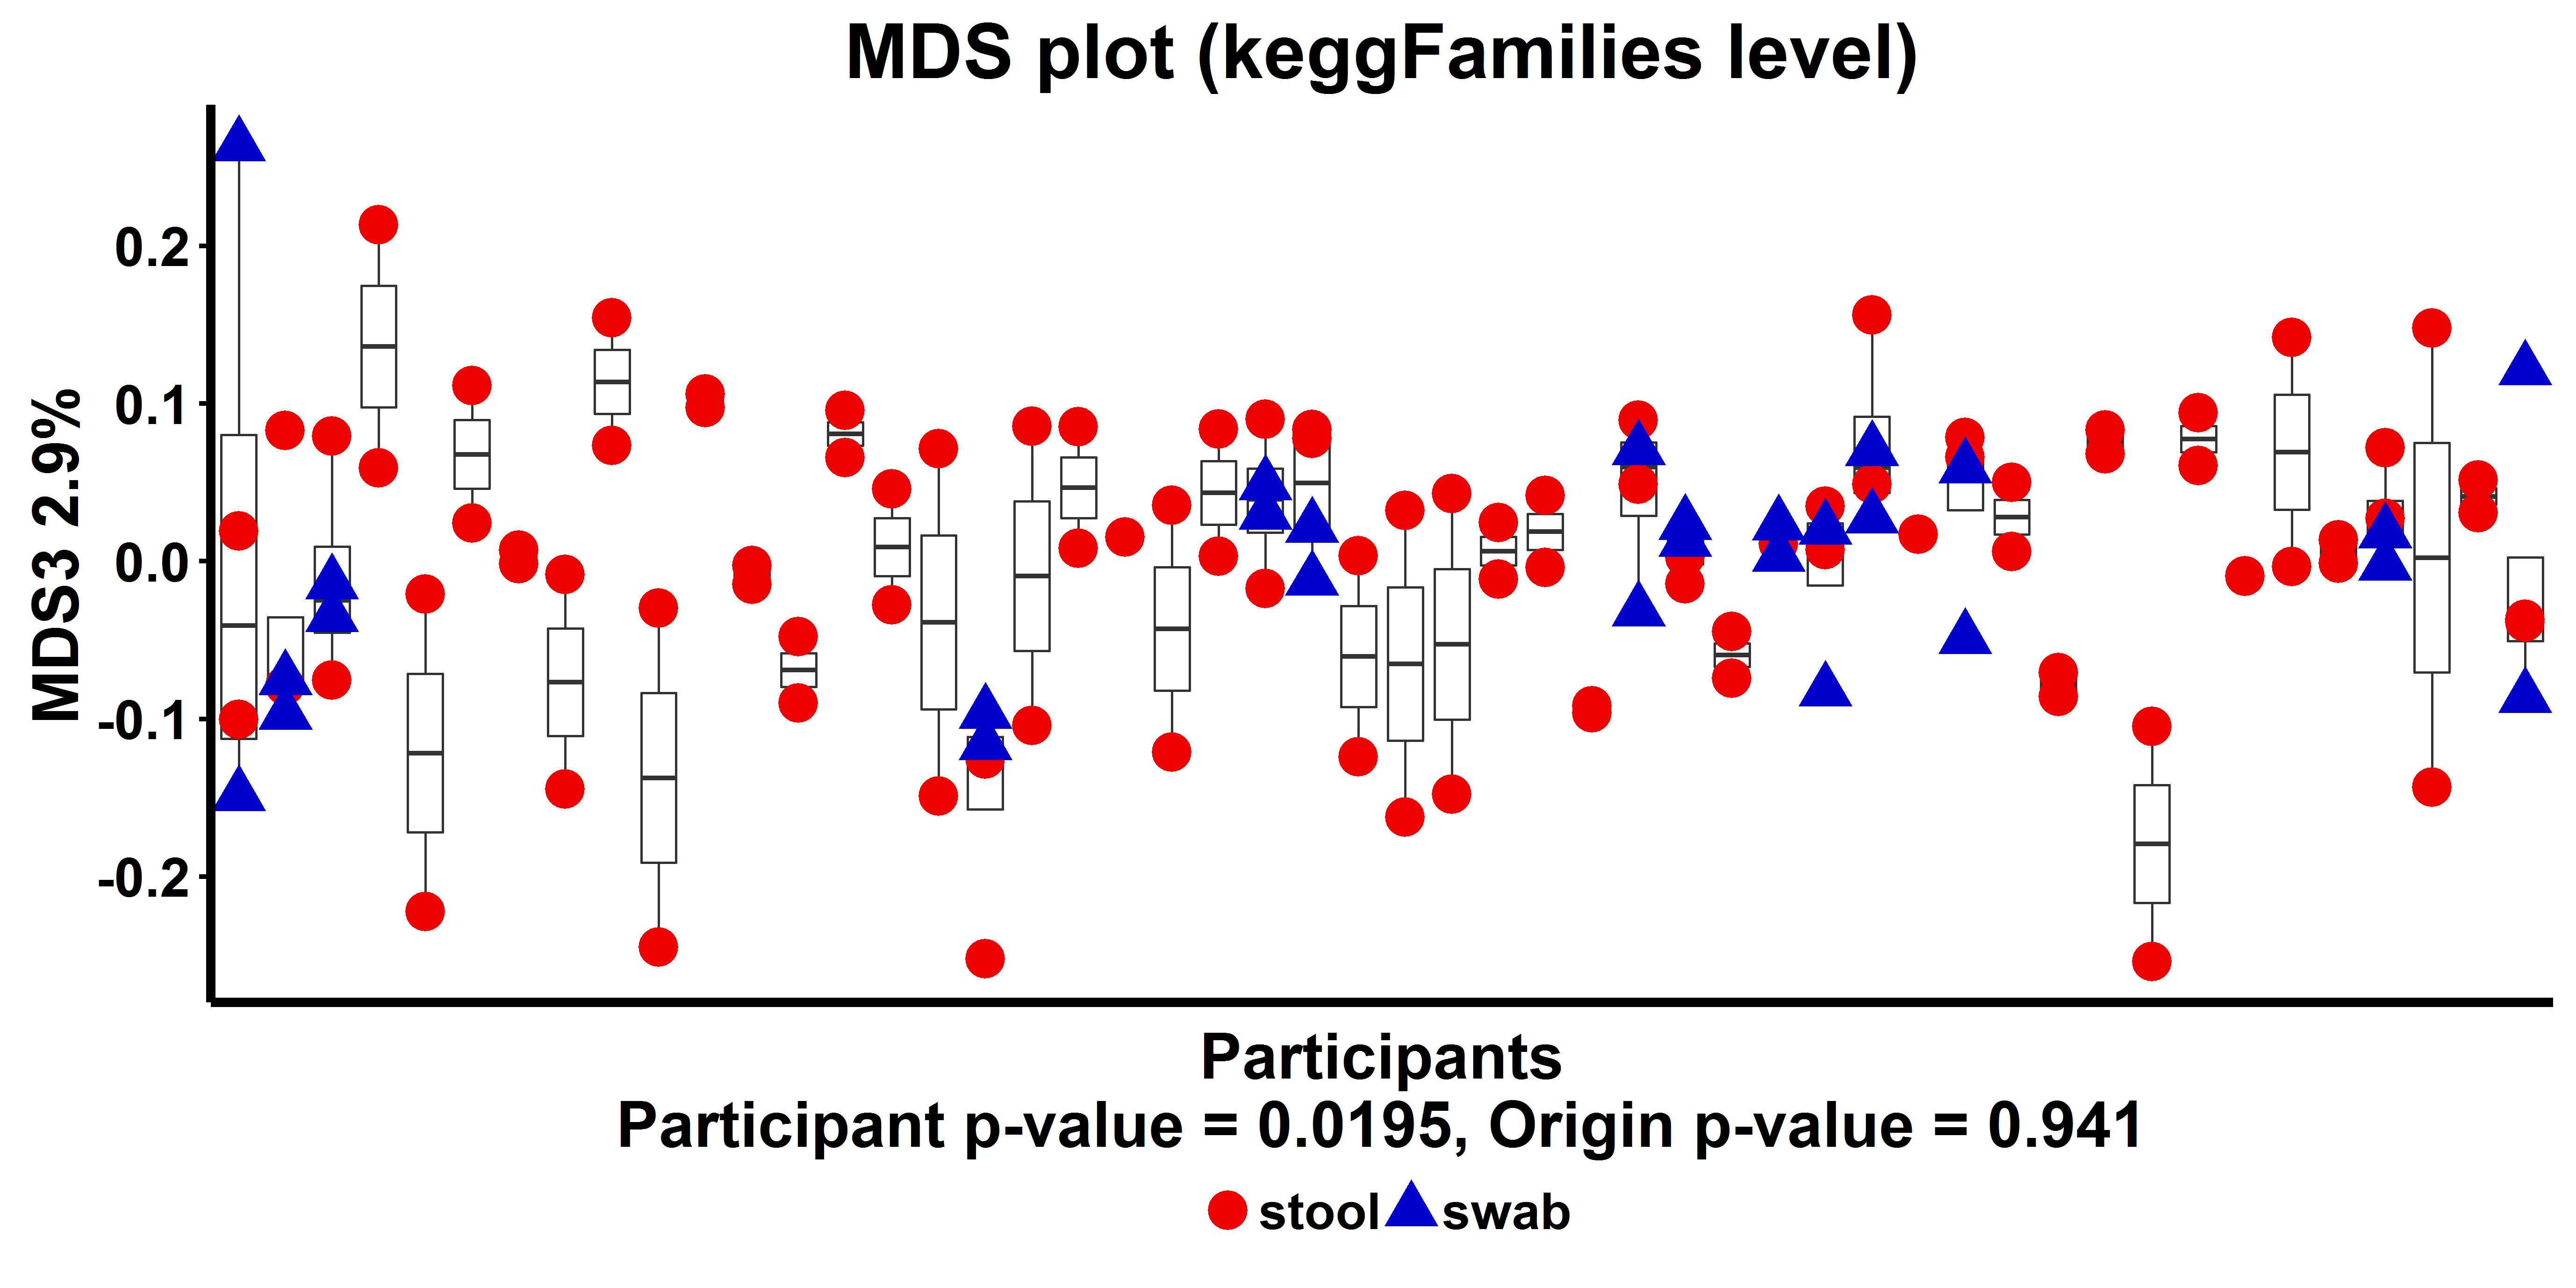 MDS plot (keggFamilies level)
MDS3 2.9%
0.2
0.1
0.0
-0.1
-0.2
Participants
Participant p-value = 0.0195, Origin p-value = 0.941
stool swab